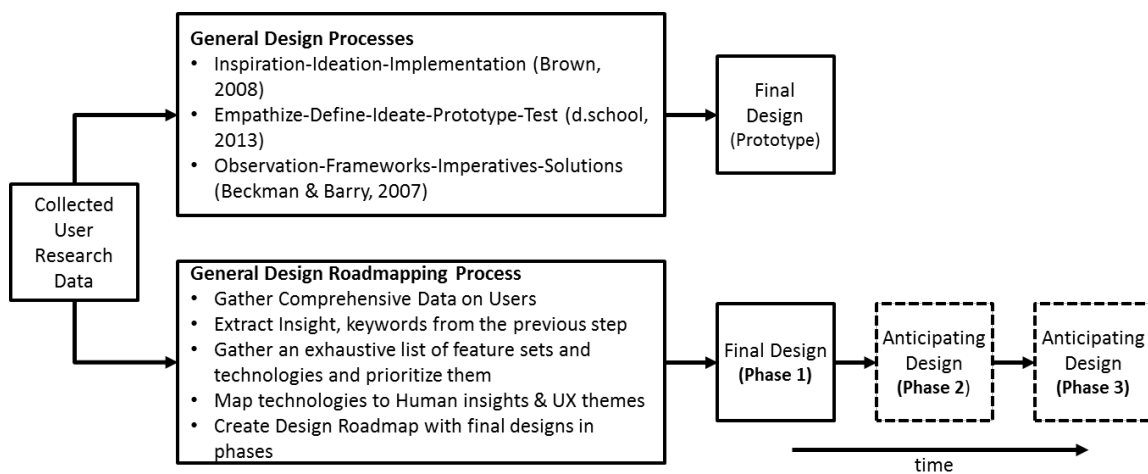 Collected
User
Research
Data
General Design Processes
• Inspiration-Ideation-Implementation (Brown,
2008)
• Empathize-Define-Ideate-Prototype-Test (d.school,
2013)
• Observation-Frameworks-Imperatives-Solutions
(Beckman & Barry, 2007)
Final
Design
(Prototype)
General Design Roadmapping Process
• Gather Comprehensive Data on Users
• Extract Insight, keywords from the previous step
• Gather an exhaustive list of feature sets and
technologies and prioritize them
• Map technologies to Human insights & UX themes
• Create Design Roadmap with final designs in
phases
Final Design
(Phase 1)
Anticipating
Design
(Phase 2)
Anticipating
Design
(Phase 3)
time